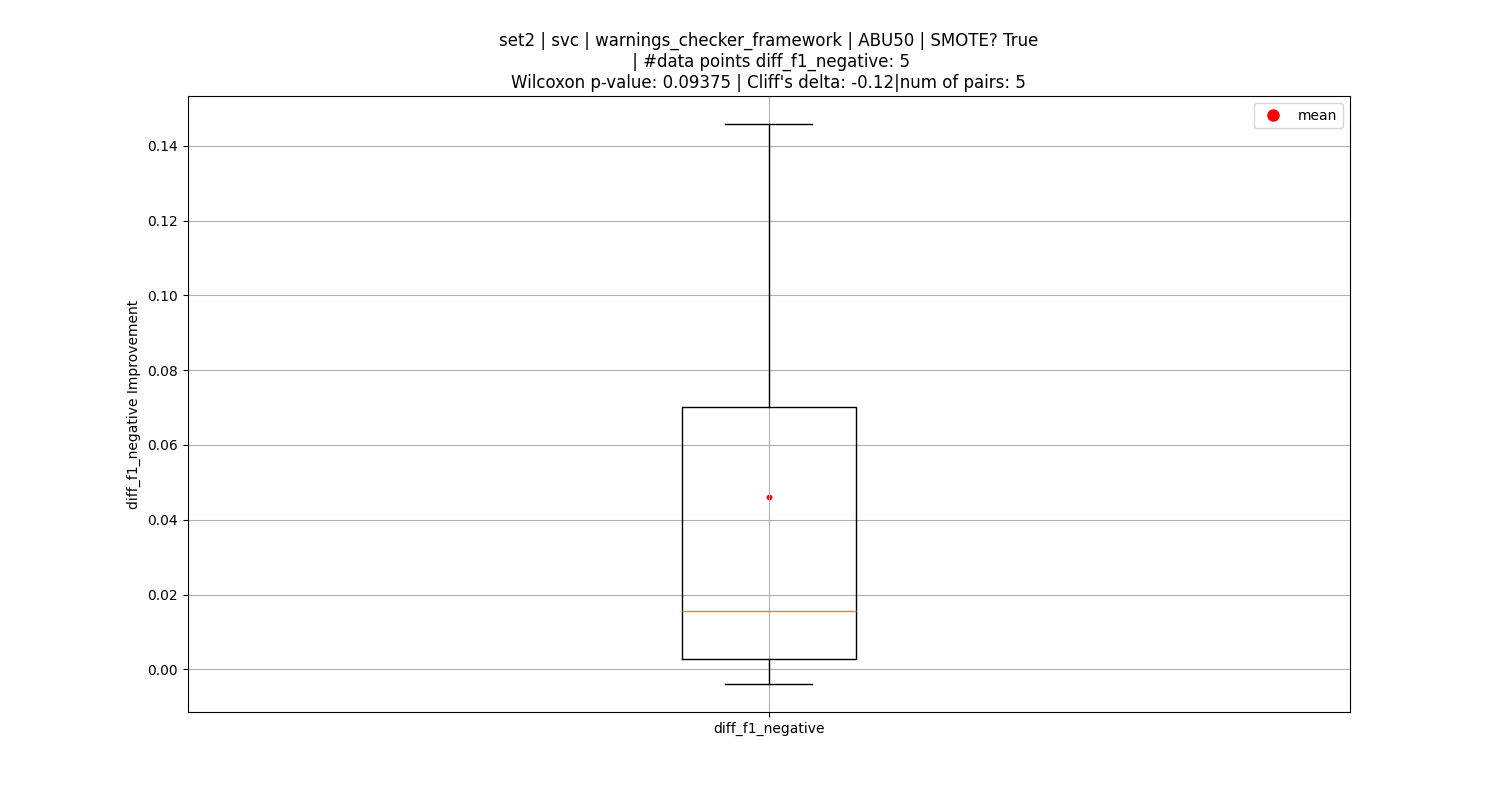 set2 | svc | warnings_checker_framework | ABU50 | SMOTE? True
| #data points diff_f1_negative: 5
Wilcoxon p-value: 0.09375 | Cliff's delta: -0.12|num of pairs: 5
mean
0.14
0.12
0.10
0.08
0.06
0.04
0.02
0.00
diff_f1_negative Improvement
diff_f1_negative